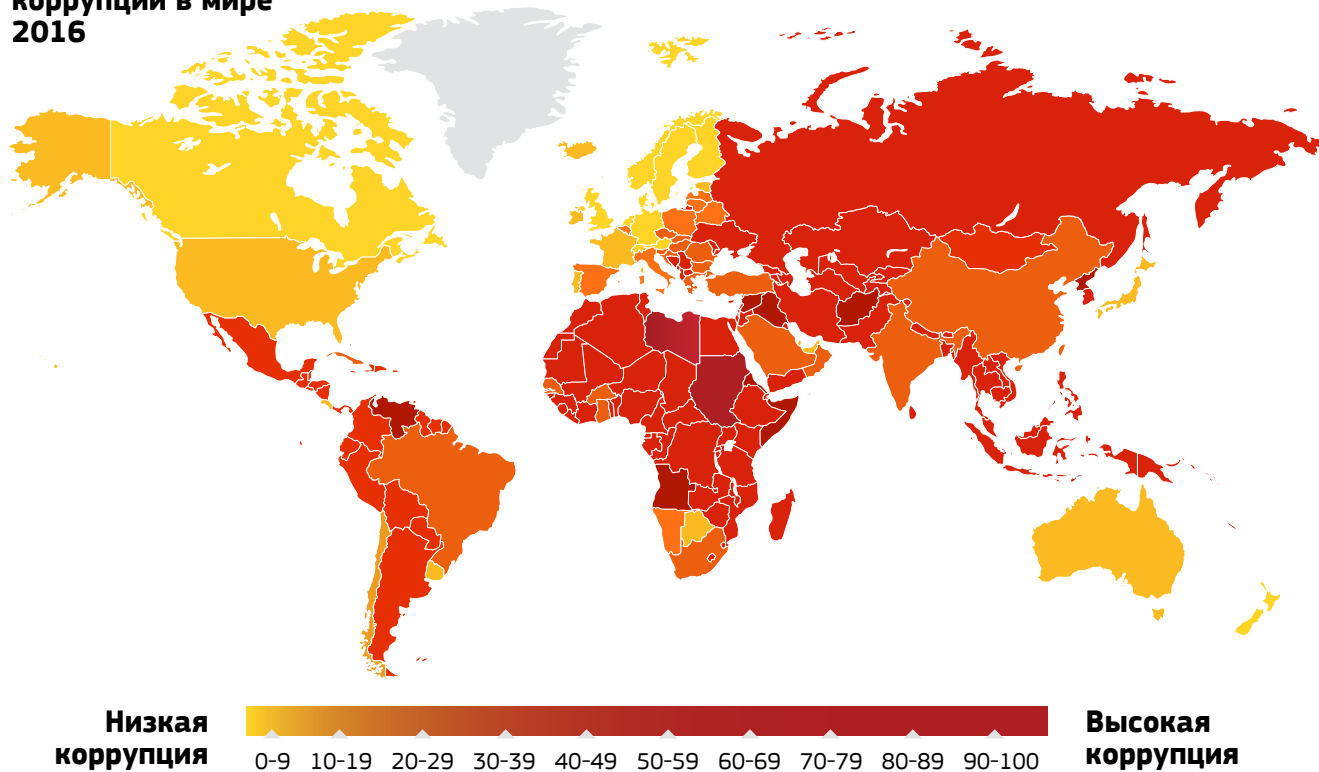 коррупции в мире
2016
Низкая
коррупция
0-9 10-19 20-29 30-39 40-49 50-59 60-69 70-79 80-89 90-100
Высокая
коррупция